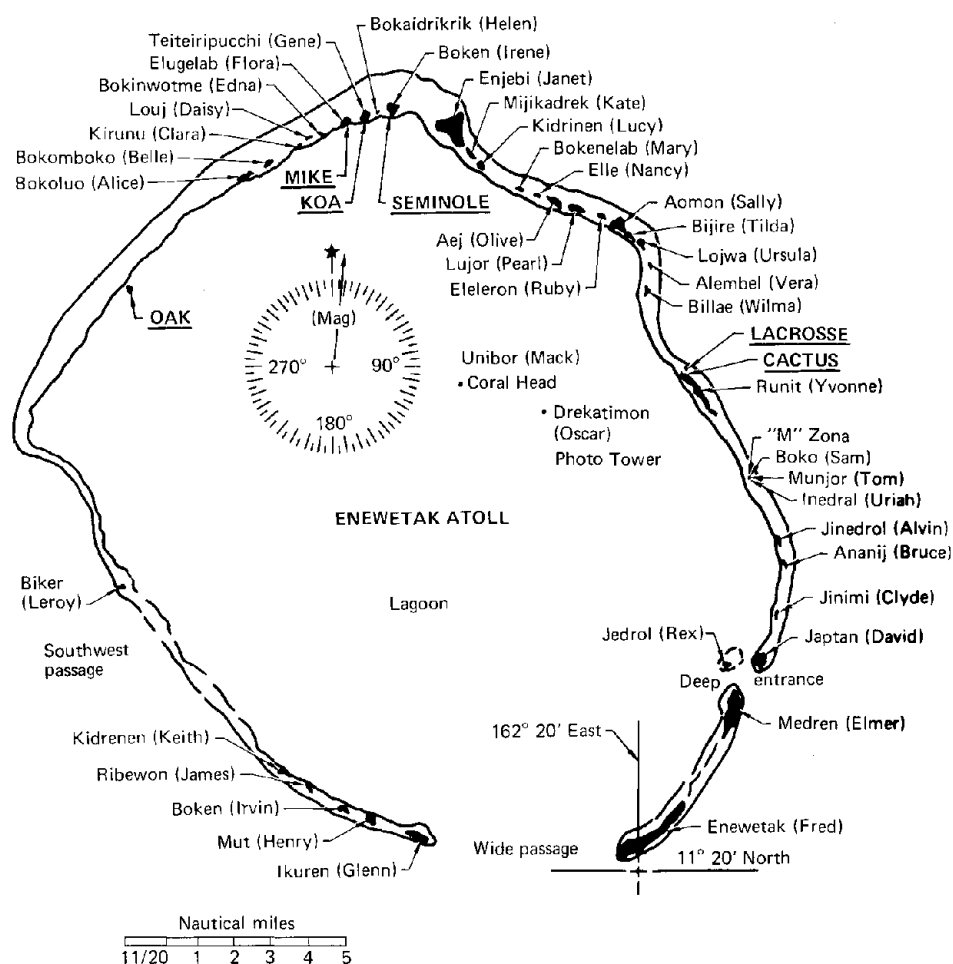 Bokaidrikrik (Helen)
Teiteiripucchi (Gene)
Boken (Irene)
Elugelab (Flora)
Enjebi (Janet)
Bokinwotme (Edna)
Mijikadrek (Kate)
Louj (Daisy)
Kidrinen (Lucy)
Kirunu (Clara)
Bokenelab (Mary)
Bokomboko (Belle)
Elle (Nancy)
Bokoluo (Alice)
MIKE
KOA
SEMINOLE
Aomon (Sally)
Bijire (Tilda)
Aej (Olive)
Lojwa (Ursula)
Lujor (Pearl)
Alembel (Vera)
Eleleron (Ruby)
Billae (Wilma)
OAK
(Mag)
270°
90°
180°
LACROSSE
CACTUS
Runit (Yvonne)
Unibor (Mack)
Coral Head
Drekatimon
(Oscar)
Photo Tower
"M" Zona
Boko (Sam)
Munjor (Tom)
Inedral (Uriah)
ENEWETAK ATOLL
Jinedrol (Alvin)
Ananij (Bruce)
Biker
(Leroy)
Lagoon
Jinimi (Clyde)
Jedrol (Rex)
Japtan (David)
Southwest
passage
Deep entrance
Medren (Elmer)
162° 20' East
Kidrenen (Keith)
Ribewon (James)
Boken (Irvin)
Mut (Henry)
Ikuren (Glenn)
Wide passage
Enewetak (Fred)
11° 20' North
Nautical miles
11/20 1 2 3 4 5